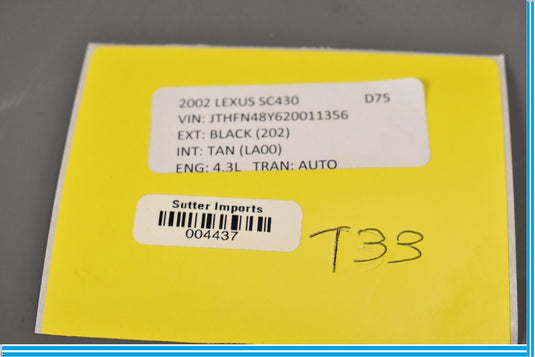 2002 LEXUS SC430 D75
VIN: JTHFN48Y620011356
EXT: BLACK (202)
INT: TAN (LA00)
ENG: 4.3L TRAN: AUTO
Sutter Imports
004437
T33